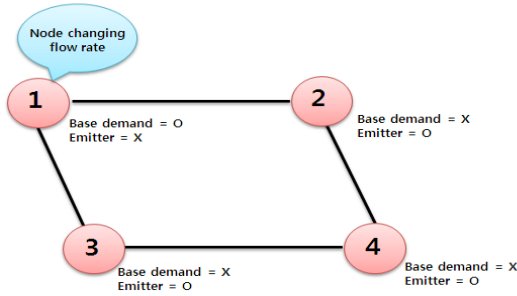 Node changing
flow rate
1
2
Base demand = O
Emitter = X
Base demand = X
Emitter = O
3
4
Base demand = X
Emitter = O
Base demand = X
Emitter = O